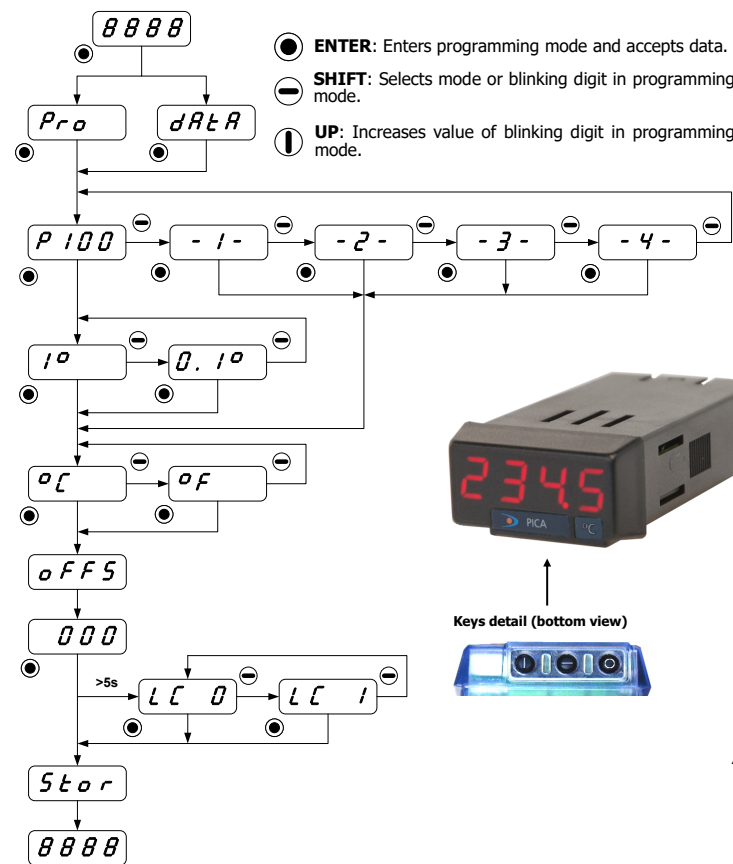 8888
ENTER: Enters programming mode and accepts data.
SHIFT: Selects mode or blinking digit in programming
mode.
UP: Increases value of blinking digit in programming
mode.
Pro
dAtA
P100
- 1 -
- 2 -
- 3 -
- 4 -
1º
0.1º
ºC
ºF
oFFS
000
>5s
LC 0
LC 1
Stor
8888
234.5
PICA
ºC
Keys detail (bottom view)